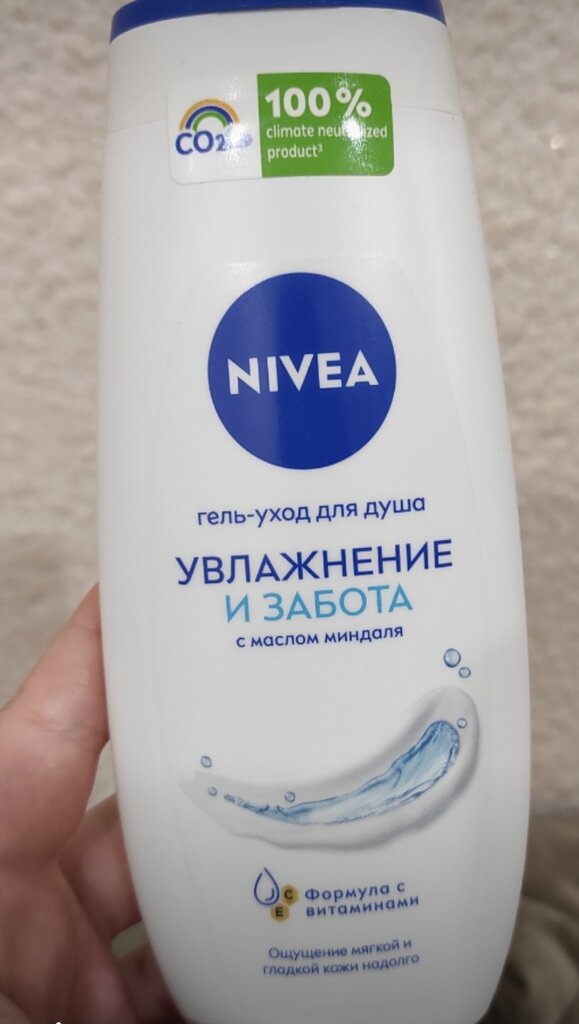 CO2
100%
climate neutralized
product³
NIVEA
гель-уход для душа
УВЛАЖНЕНИЕ
И ЗАБОТА
с маслом миндаля
C
E
Формула с
витаминами
Ощущение мягкой и
гладкой кожи надолго